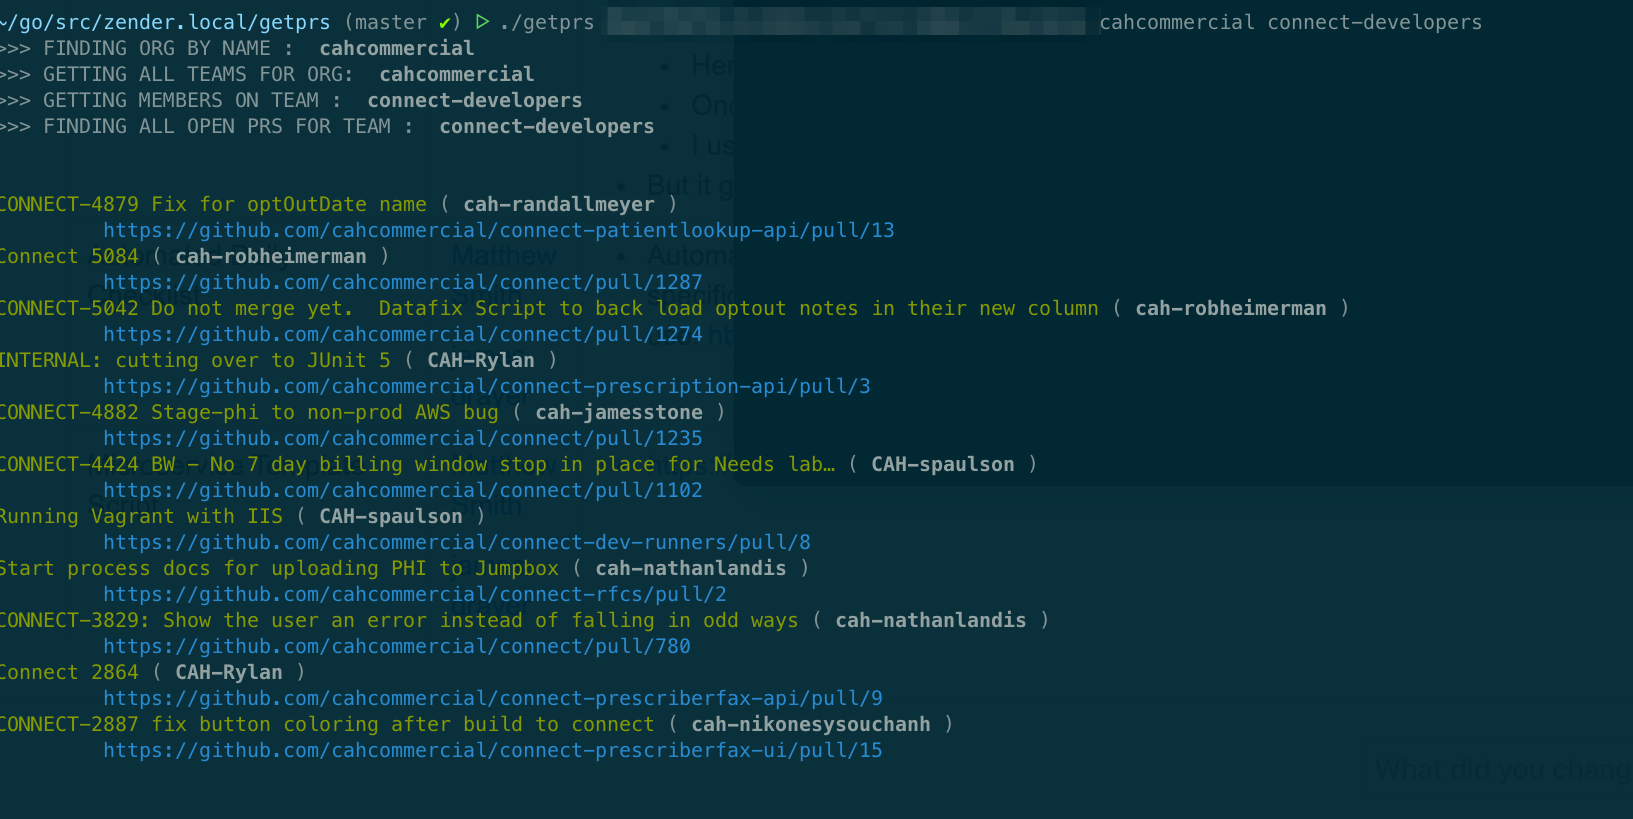 ~/go/src/zender.local/getprs (master ✔) ▷ ./getprs cahcommercial connect-developers
>>> FINDING ORG BY NAME : cahcommercial
>>> GETTING ALL TEAMS FOR ORG: cahcommercial
>>> GETTING MEMBERS ON TEAM : connect-developers
>>> FINDING ALL OPEN PRS FOR TEAM : connect-developers
CONNECT-4879 Fix for optOutDate name ( cah-randallmeyer )
https://github.com/cahcommercial/connect-patientlookup-api/pull/13
Connect 5084 ( cah-robheimerman )
https://github.com/cahcommercial/connect/pull/1287
CONNECT-5042 Do not merge yet.  Datafix Script to back load optout notes in their new column ( cah-robheimerman )
https://github.com/cahcommercial/connect/pull/1274
INTERNAL: cutting over to JUnit 5 ( CAH-Rylan )
https://github.com/cahcommercial/connect-prescription-api/pull/3
CONNECT-4882 Stage-phi to non-prod AWS bug ( cah-jamesstone )
https://github.com/cahcommercial/connect/pull/1235
CONNECT-4424 BW - No 7 day billing window stop in place for Needs lab… ( CAH-spaulson )
https://github.com/cahcommercial/connect/pull/1102
Running Vagrant with IIS ( CAH-spaulson )
https://github.com/cahcommercial/connect-dev-runners/pull/8
Start process docs for uploading PHI to Jumpbox ( cah-nathanlandis )
https://github.com/cahcommercial/connect-rfcs/pull/2
CONNECT-3829: Show the user an error instead of falling in odd ways ( cah-nathanlandis )
https://github.com/cahcommercial/connect/pull/780
Connect 2864 ( CAH-Rylan )
https://github.com/cahcommercial/connect-prescriberfax-api/pull/9
CONNECT-2887 fix button coloring after build to connect ( cah-nikonesysouchanh )
https://github.com/cahcommercial/connect-prescriberfax-ui/pull/15
What did you chang